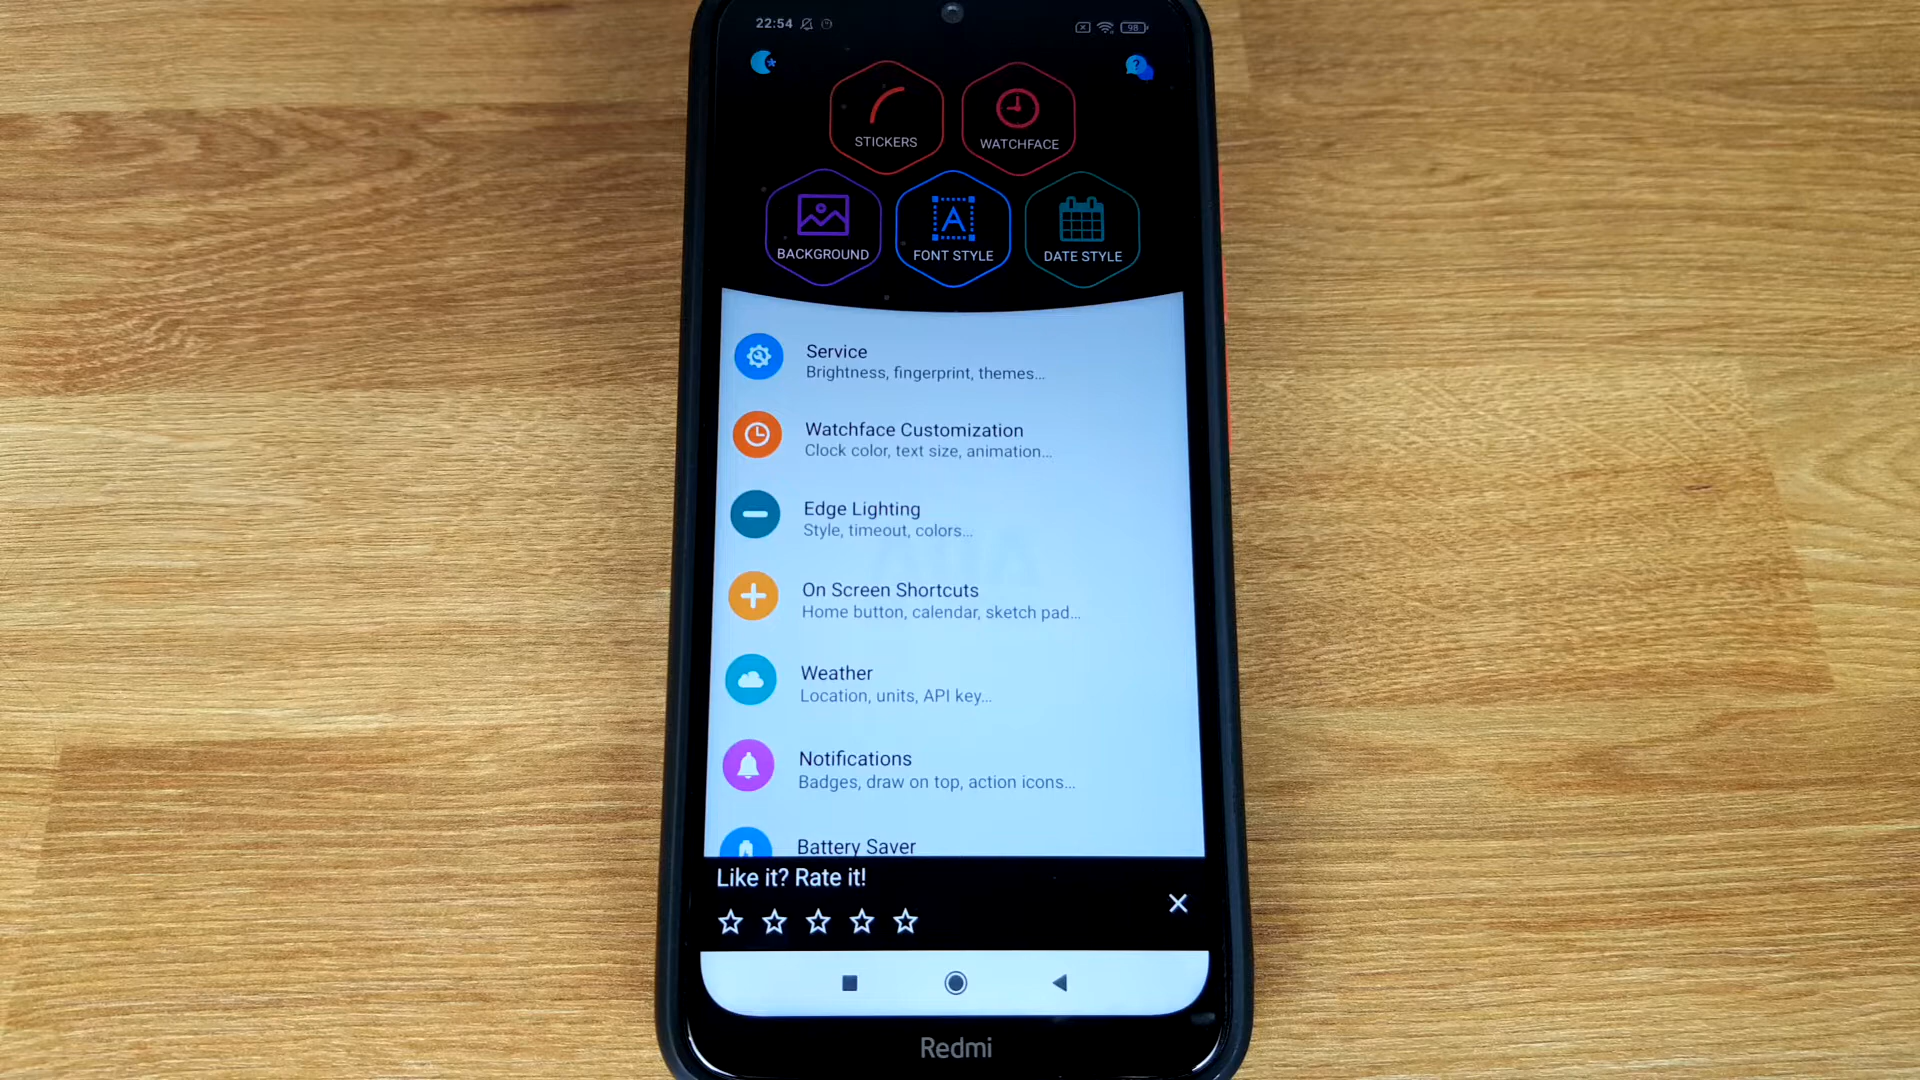 22:54
98
STICKERS
WATCHFACE
BACKGROUND
A
FONT STYLE
DATE STYLE
Service
Brightness, fingerprint, themes...
Watchface Customization
Clock color, text size, animation...
Edge Lighting
Style, timeout, colors...
On Screen Shortcuts
Home button, calendar, sketch pad...
Weather
Location, units, API key...
Notifications
Badges, draw on top, action icons...
Battery Saver
Like it? Rate it!
Redmi